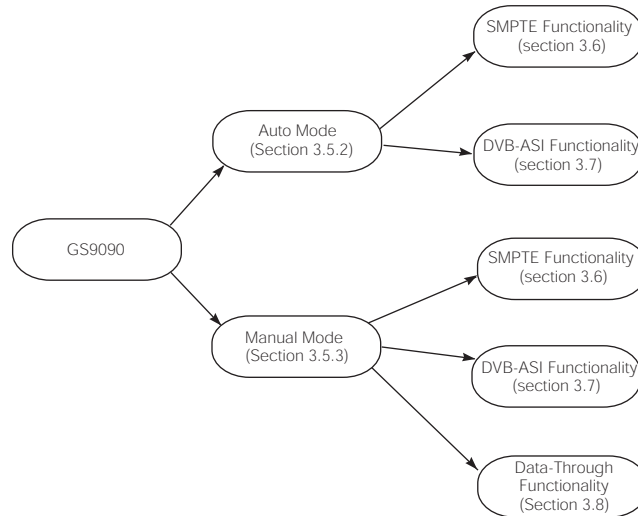 SMPTE Functionality
(section 3.6)
Auto Mode
(Section 3.5.2)
DVB-ASI Functionality
(section 3.7)
GS9090
SMPTE Functionality
(section 3.6)
Manual Mode
(Section 3.5.3)
DVB-ASI Functionality
(section 3.7)
Data-Through
Functionality
(Section 3.8)